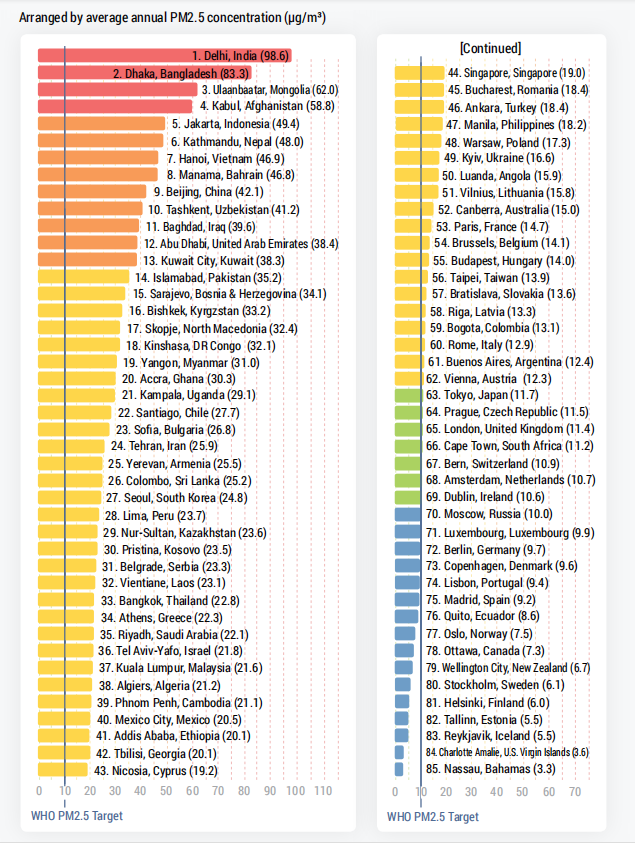 Arranged by average annual PM2.5 concentration (μg/m³)
1. Delhi, India (98.6)
2. Dhaka, Bangladesh (83.3)
3. Ulaanbaatar, Mongolia (62.0)
4. Kabul, Afghanistan (58.8)
5. Jakarta, Indonesia (49.4)
6. Kathmandu, Nepal (48.0)
7. Hanoi, Vietnam (46.9)
8. Manama, Bahrain (46.8)
9. Beijing, China (42.1)
10. Tashkent, Uzbekistan (41.2)
11. Baghdad, Iraq (39.6)
12. Abu Dhabi, United Arab Emirates (38.4)
13. Kuwait City, Kuwait (38.3)
14. Islamabad, Pakistan (35.2)
15. Sarajevo, Bosnia & Herzegovina (34.1)
16. Bishkek, Kyrgzstan (33.2)
17. Skopje, North Macedonia (32.4)
18. Kinshasa, DR Congo (32.1)
19. Yangon, Myanmar (31.0)
20. Accra, Ghana (30.3)
21. Kampala, Uganda (29.1)
22. Santiago, Chile (27.7)
23. Sofia, Bulgaria (26.8)
24. Tehran, Iran (25.9)
25. Yerevan, Armenia (25.5)
26. Colombo, Sri Lanka (25.2)
27. Seoul, South Korea (24.8)
28. Lima, Peru (23.7)
29. Nur-Sultan, Kazakhstan (23.6)
30. Pristina, Kosovo (23.5)
31. Belgrade, Serbia (23.3)
32. Vientiane, Laos (23.1)
33. Bangkok, Thailand (22.8)
34. Athens, Greece (22.3)
35. Riyadh, Saudi Arabia (22.1)
36. Tel Aviv-Yafo, Israel (21.8)
37. Kuala Lumpur, Malaysia (21.6)
38. Algiers, Algeria (21.2)
39. Phnom Penh, Cambodia (21.1)
40. Mexico City, Mexico (20.5)
41. Addis Ababa, Ethiopia (20.1)
42. Tbilisi, Georgia (20.1)
43. Nicosia, Cyprus (19.2)
0 10 20 30 40 50 60 70 80 90 100 110
WHO PM2.5 Target
[Continued]
44. Singapore, Singapore (19.0)
45. Bucharest, Romania (18.4)
46. Ankara, Turkey (18.4)
47. Manila, Philippines (18.2)
48. Warsaw, Poland (17.3)
49. Kyiv, Ukraine (16.6)
50. Luanda, Angola (15.9)
51. Vilnius, Lithuania (15.8)
52. Canberra, Australia (15.0)
53. Paris, France (14.7)
54. Brussels, Belgium (14.1)
55. Budapest, Hungary (14.0)
56. Taipei, Taiwan (13.9)
57. Bratislava, Slovakia (13.6)
58. Riga, Latvia (13.3)
59. Bogota, Colombia (13.1)
60. Rome, Italy (12.9)
61. Buenos Aires, Argentina (12.4)
62. Vienna, Austria (12.3)
63. Tokyo, Japan (11.7)
64. Prague, Czech Republic (11.5)
65. London, United Kingdom (11.4)
66. Cape Town, South Africa (11.2)
67. Bern, Switzerland (10.9)
68. Amsterdam, Netherlands (10.7)
69. Dublin, Ireland (10.6)
70. Moscow, Russia (10.0)
71. Luxembourg, Luxembourg (9.9)
72. Berlin, Germany (9.7)
73. Copenhagen, Denmark (9.6)
74. Lisbon, Portugal (9.4)
75. Madrid, Spain (9.2)
76. Quito, Ecuador (8.6)
77. Oslo, Norway (7.5)
78. Ottawa, Canada (7.3)
79. Wellington City, New Zealand (6.7)
80. Stockholm, Sweden (6.1)
81. Helsinki, Finland (6.0)
82. Tallinn, Estonia (5.5)
83. Reykjavik, Iceland (5.5)
84. Charlotte Amalie, U.S. Virgin Islands (3.6)
85. Nassau, Bahamas (3.3)
0 10 20 30 40 50 60 70
WHO PM2.5 Target